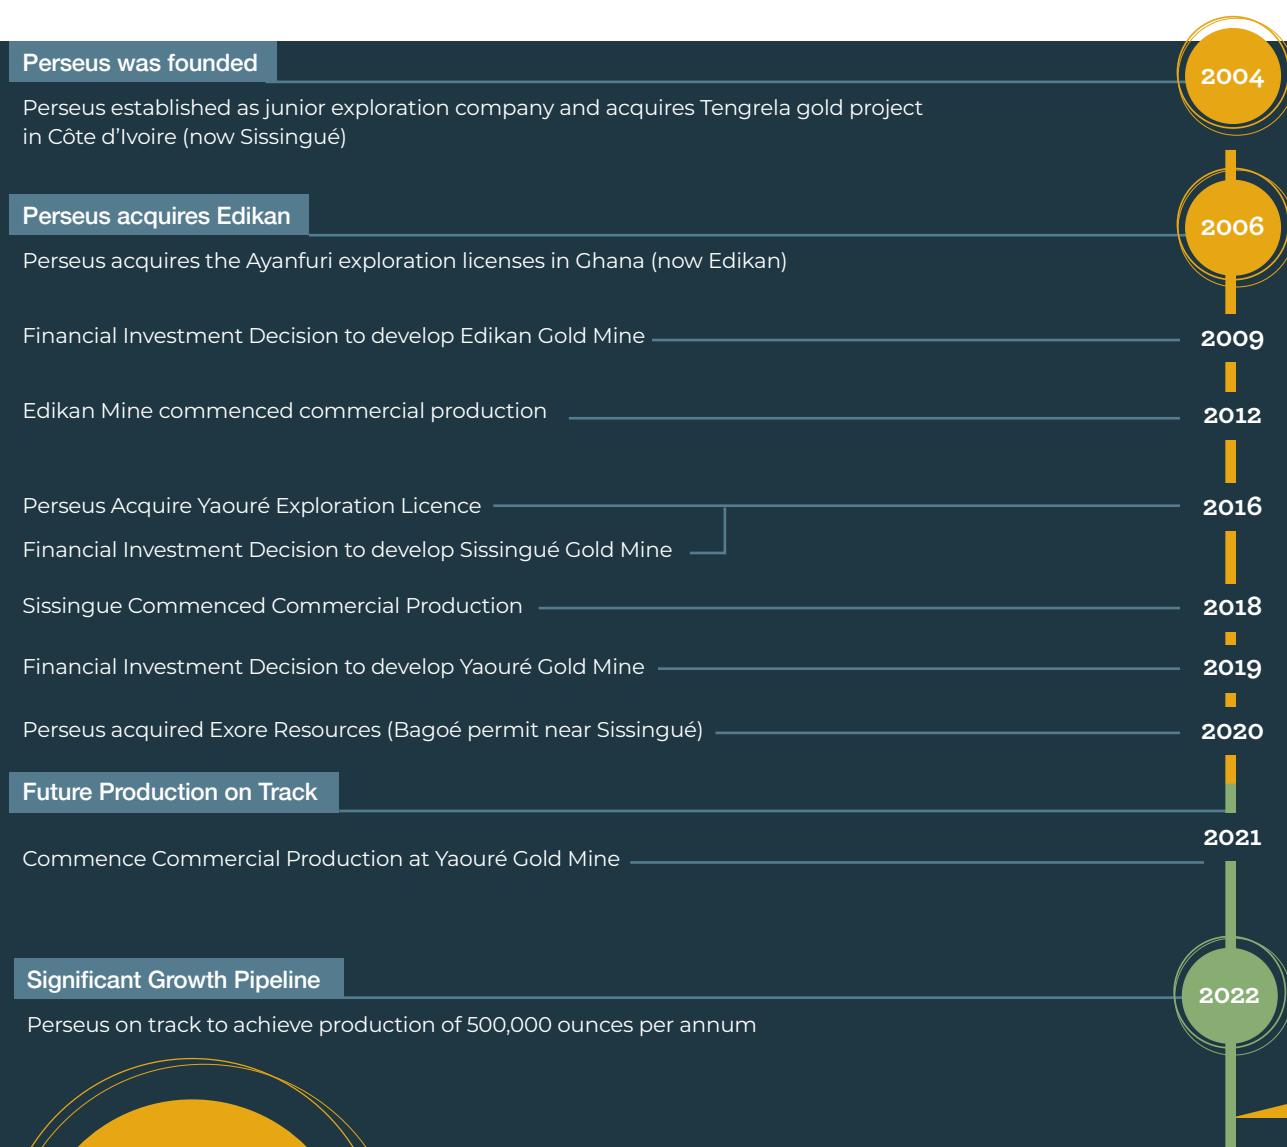 Perseus was founded
2004
Perseus established as junior exploration company and acquires Tengrela gold project
in Côte d'Ivoire (now Sissingué)
Perseus acquires Edikan
2006
Perseus acquires the Ayanfuri exploration licenses in Ghana (now Edikan)
Financial Investment Decision to develop Edikan Gold Mine
2009
Edikan Mine commenced commercial production
2012
Perseus Acquire Yaouré Exploration Licence
2016
Financial Investment Decision to develop Sissingué Gold Mine
Sissingue Commenced Commercial Production
2018
Financial Investment Decision to develop Yaouré Gold Mine
2019
Perseus acquired Exore Resources (Bagoé permit near Sissingué)
2020
Future Production on Track
2021
Commence Commercial Production at Yaouré Gold Mine
Significant Growth Pipeline
2022
Perseus on track to achieve production of 500,000 ounces per annum